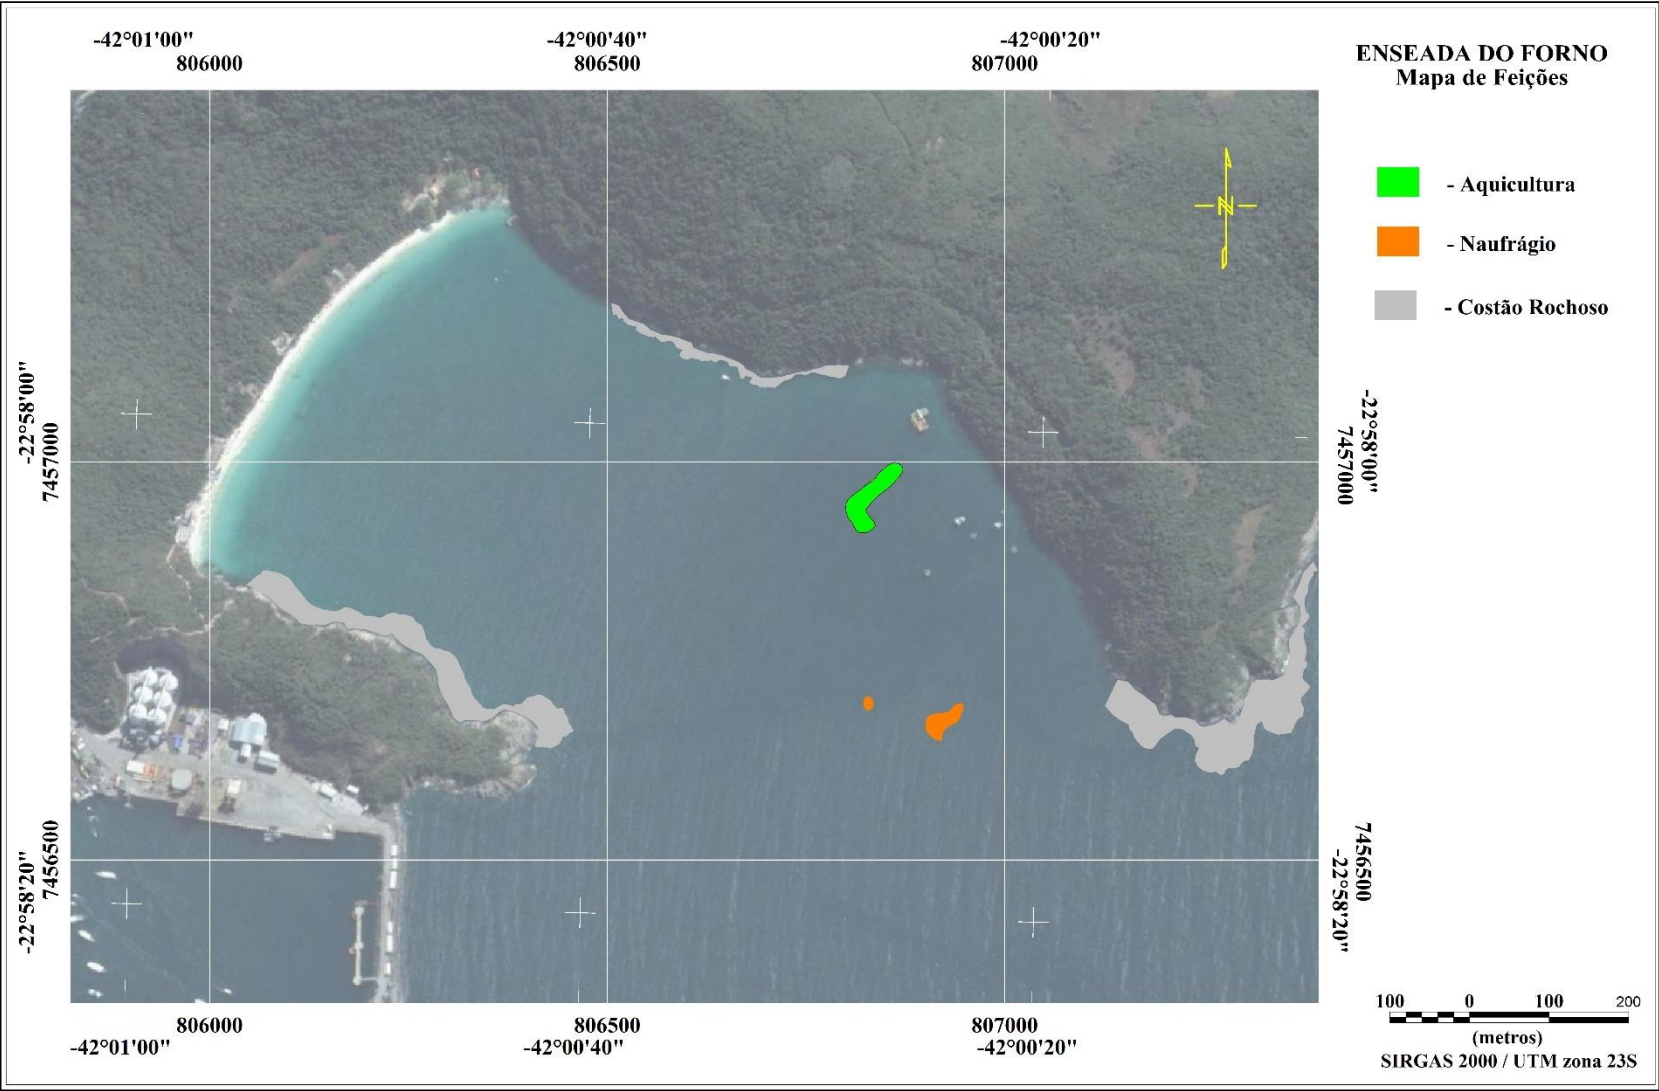 -42°01'00" -42°00'40" -42°00'20"
806000 806500 807000
ENSEADA DO FORNO
Mapa de Feições
N
- Aquicultura
- Naufrágio
- Costão Rochoso
-22°58'00"
7457000
-22°58'00"
7457000
-22°58'20"
7456500
7456500
-22°58'20"
806000 806500 807000
-42°01'00" -42°00'40" -42°00'20"
100 0 100 200
(metros)
SIRGAS 2000 / UTM zona 23S